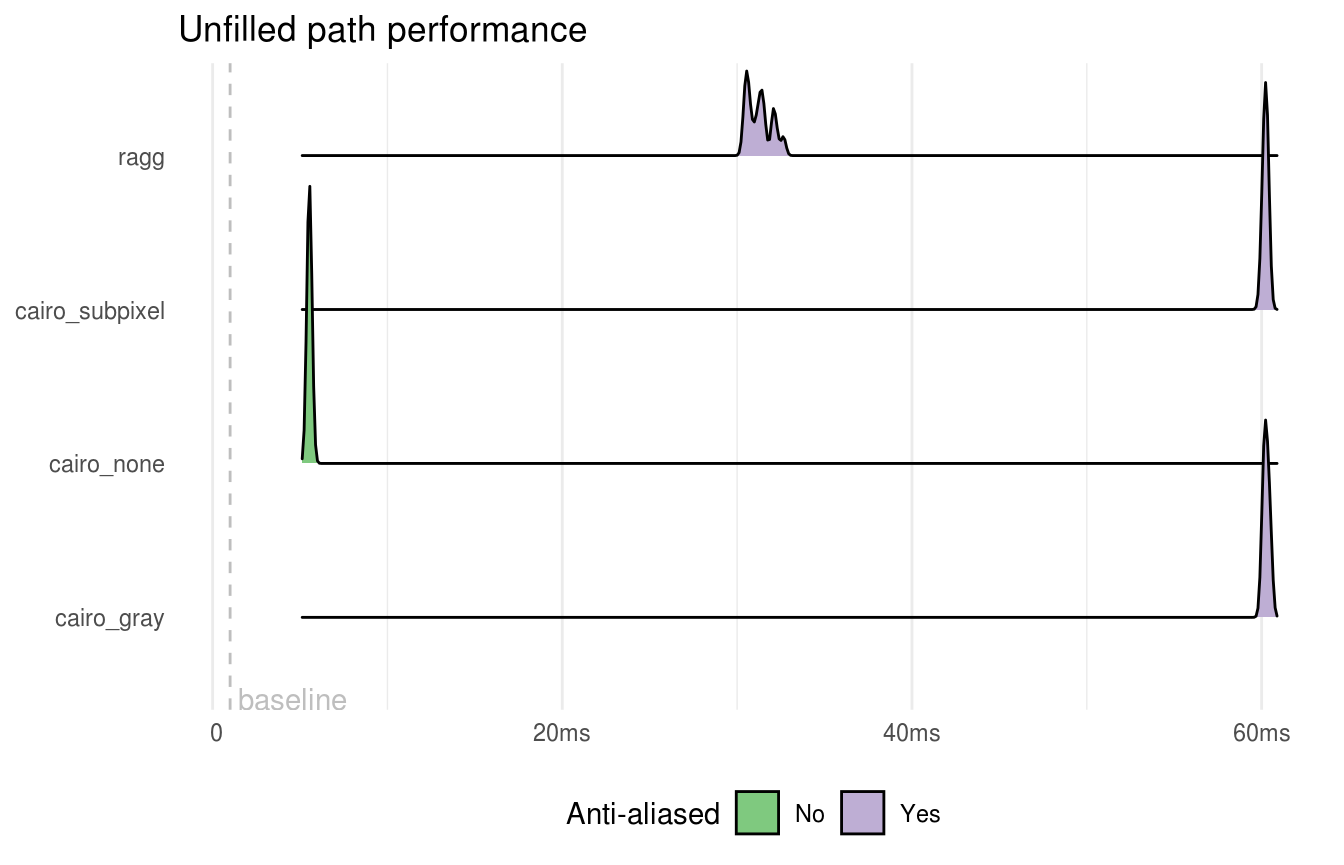 Unfilled path performance
ragg
cairo_subpixel
cairo_none
cairo_gray
baseline
0 20ms 40ms 60ms
Anti-aliased No Yes